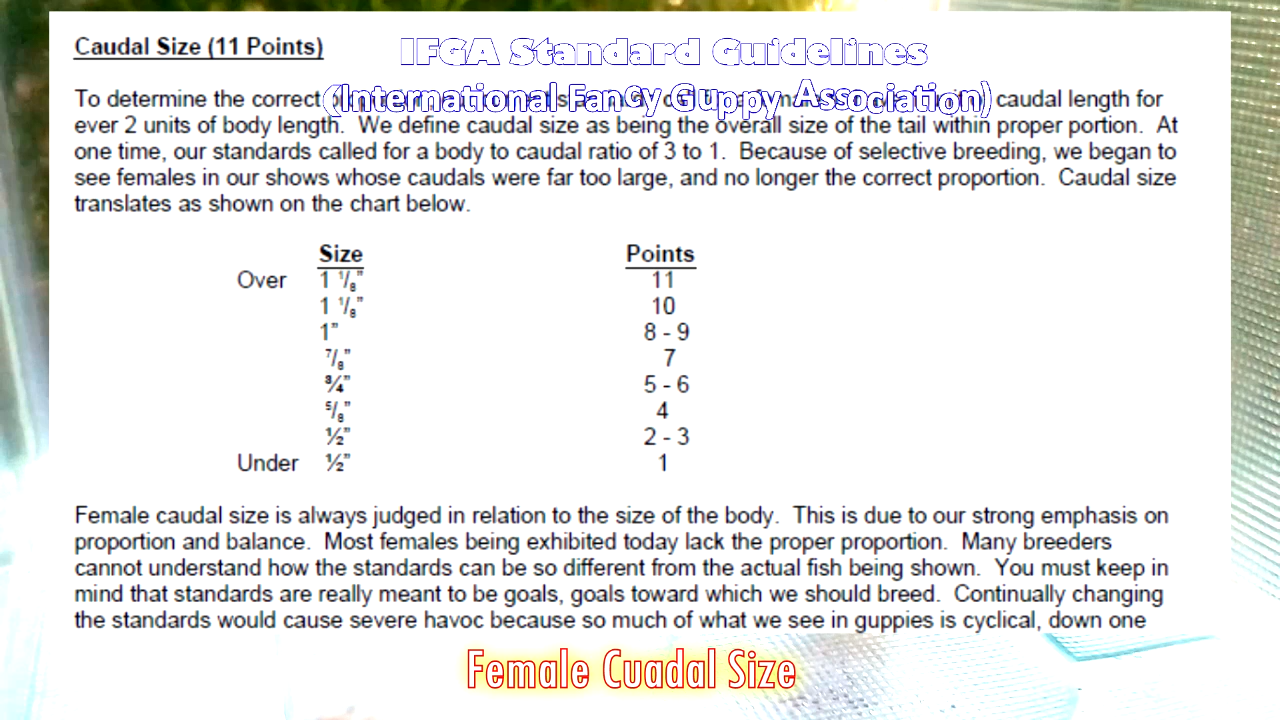 Caudal Size (11 Points)
IFGA Standard Guidelines
(International Fancy Guppy Association)
To determine the correct caudal length for
ever 2 units of body length. We define caudal size as being the overall size of the tail within proper portion. At
one time, our standards called for a body to caudal ratio of 3 to 1. Because of selective breeding, we began to
see females in our shows whose caudals were far too large, and no longer the correct proportion. Caudal size
translates as shown on the chart below.
Size Points
Over 1 ⅛” 11
1 ⅛” 10
1” 8 - 9
⅞” 7
¾” 5 - 6
⅝” 4
½” 2 - 3
Under ½” 1
Female caudal size is always judged in relation to the size of the body. This is due to our strong emphasis on
proportion and balance. Most females being exhibited today lack the proper proportion. Many breeders
cannot understand how the standards can be so different from the actual fish being shown. You must keep in
mind that standards are really meant to be goals, goals toward which we should breed. Continually changing
the standards would cause severe havoc because so much of what we see in guppies is cyclical, down one
Female Cuadal Size